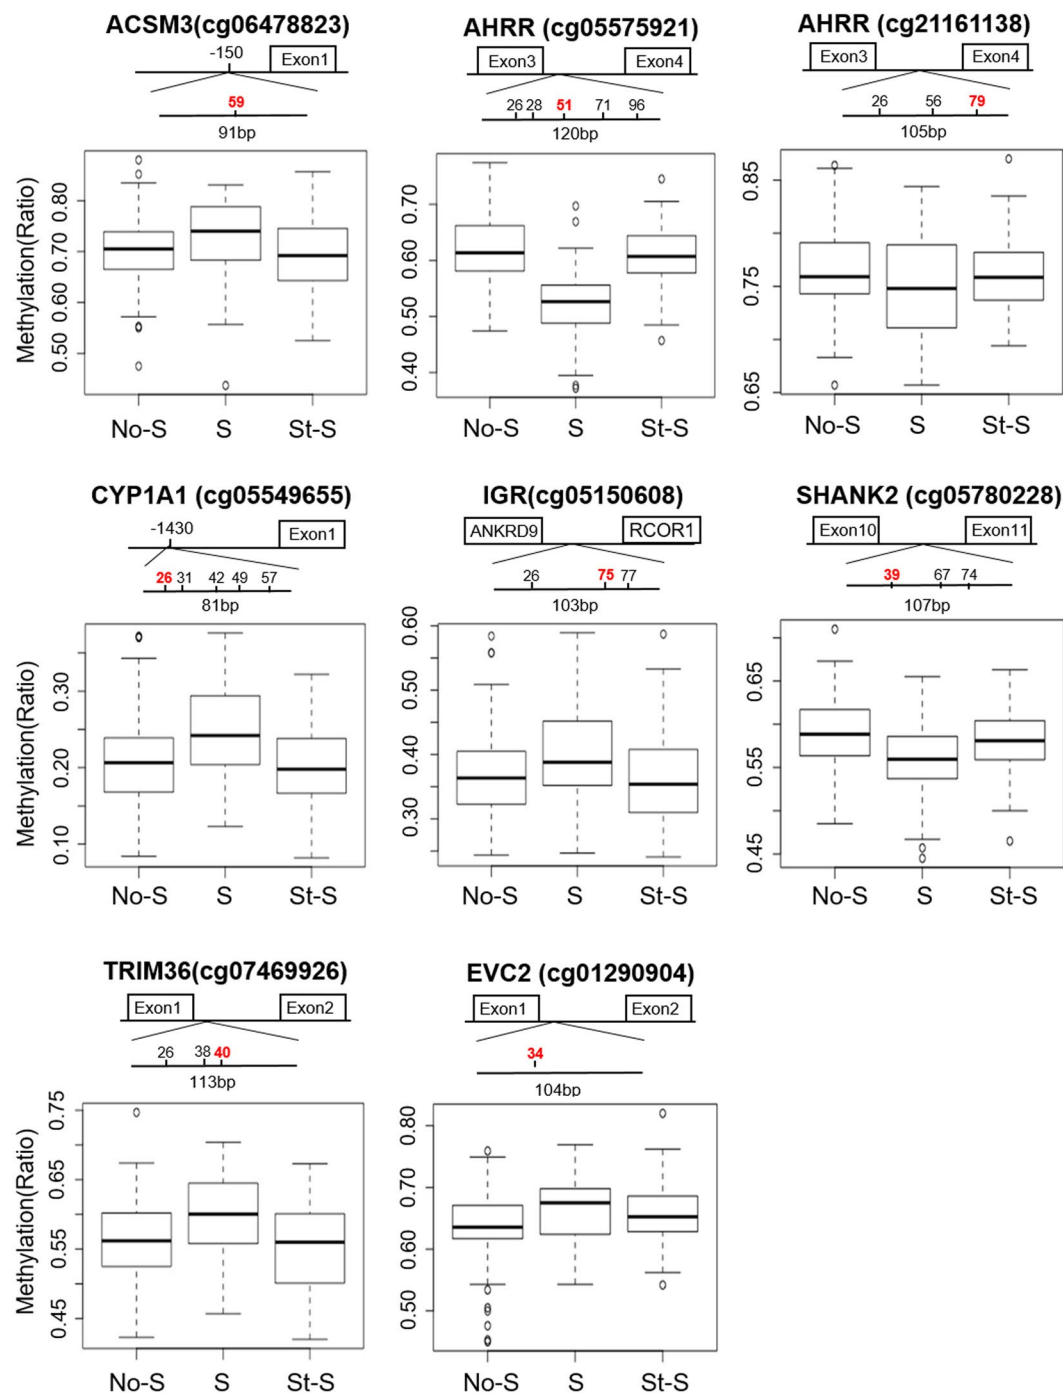 ACSM3(cg06478823)
-150
Exon1
59
91bp
Methylation(Ratio)
0.80
0.70
0.60
0.50
No-S S St-S
AHRR (cg05575921)
Exon3 Exon4
26 28 51 71 96
120bp
0.70
0.60
0.50
0.40
No-S S St-S
AHRR (cg21161138)
Exon3 Exon4
26 56 79
105bp
0.85
0.75
0.65
No-S S St-S
CYP1A1 (cg05549655)
-1430
Exon1
26 31 42 49 57
81bp
Methylation(Ratio)
0.30
0.20
0.10
No-S S St-S
IGR(cg05150608)
ANKRD9 RCOR1
26 75 77
103bp
0.60
0.50
0.40
0.30
No-S S St-S
SHANK2 (cg05780228)
Exon10 Exon11
39 67 74
107bp
0.65
0.55
0.45
No-S S St-S
TRIM36(cg07469926)
Exon1 Exon2
26 38 40
113bp
Methylation(Ratio)
0.75
0.65
0.55
0.45
No-S S St-S
EVC2 (cg01290904)
Exon1 Exon2
34
104bp
0.80
0.70
0.60
0.50
No-S S St-S